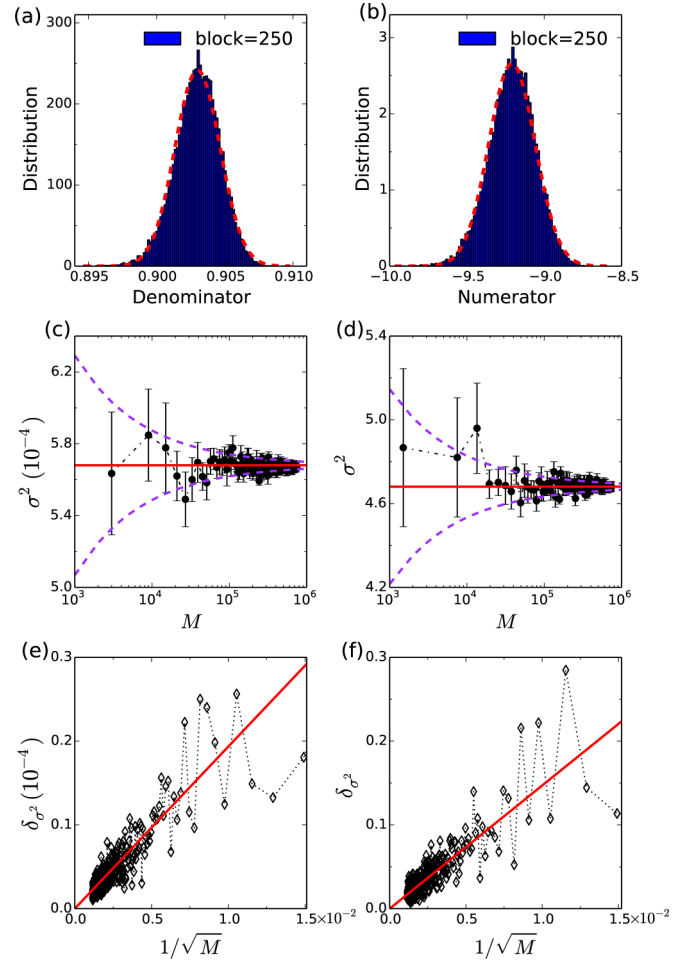 (a)
300
200
100
0
Distribution
block=250
0.895 0.900 0.905 0.910
Denominator
(b)
4
3
2
1
0
Distribution
block=250
−10.0 −9.5 −9.0 −8.5
Numerator
(c)
6.2
5.8
5.4
5.0
σ² (10⁻⁴)
10³ 10⁴ 10⁵ 10⁶
M
(d)
5.4
5.0
4.6
4.2
σ²
10³ 10⁴ 10⁵ 10⁶
M
(e)
0.3
0.2
0.1
0.0
δσ² (10⁻⁴)
0.0 0.5 1.0 1.5×10⁻²
1/√M
(f)
0.3
0.2
0.1
0.0
δσ²
0.0 0.5 1.0 1.5×10⁻²
1/√M